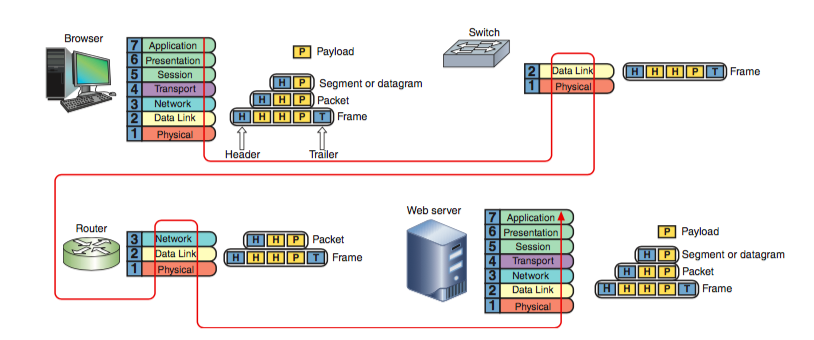 Browser
7 Application
6 Presentation
5 Session
4 Transport
3 Network
2 Data Link
1 Physical
P Payload
H P Segment or datagram
H H P Packet
H H H P T Frame
Header Trailer
Switch
2 Data Link
1 Physical
H H H P T Frame
Router
3 Network
2 Data Link
1 Physical
H H P Packet
H H H P T Frame
Web server
7 Application
6 Presentation
5 Session
4 Transport
3 Network
2 Data Link
1 Physical
P Payload
H P Segment or datagram
H H P Packet
H H H P T Frame